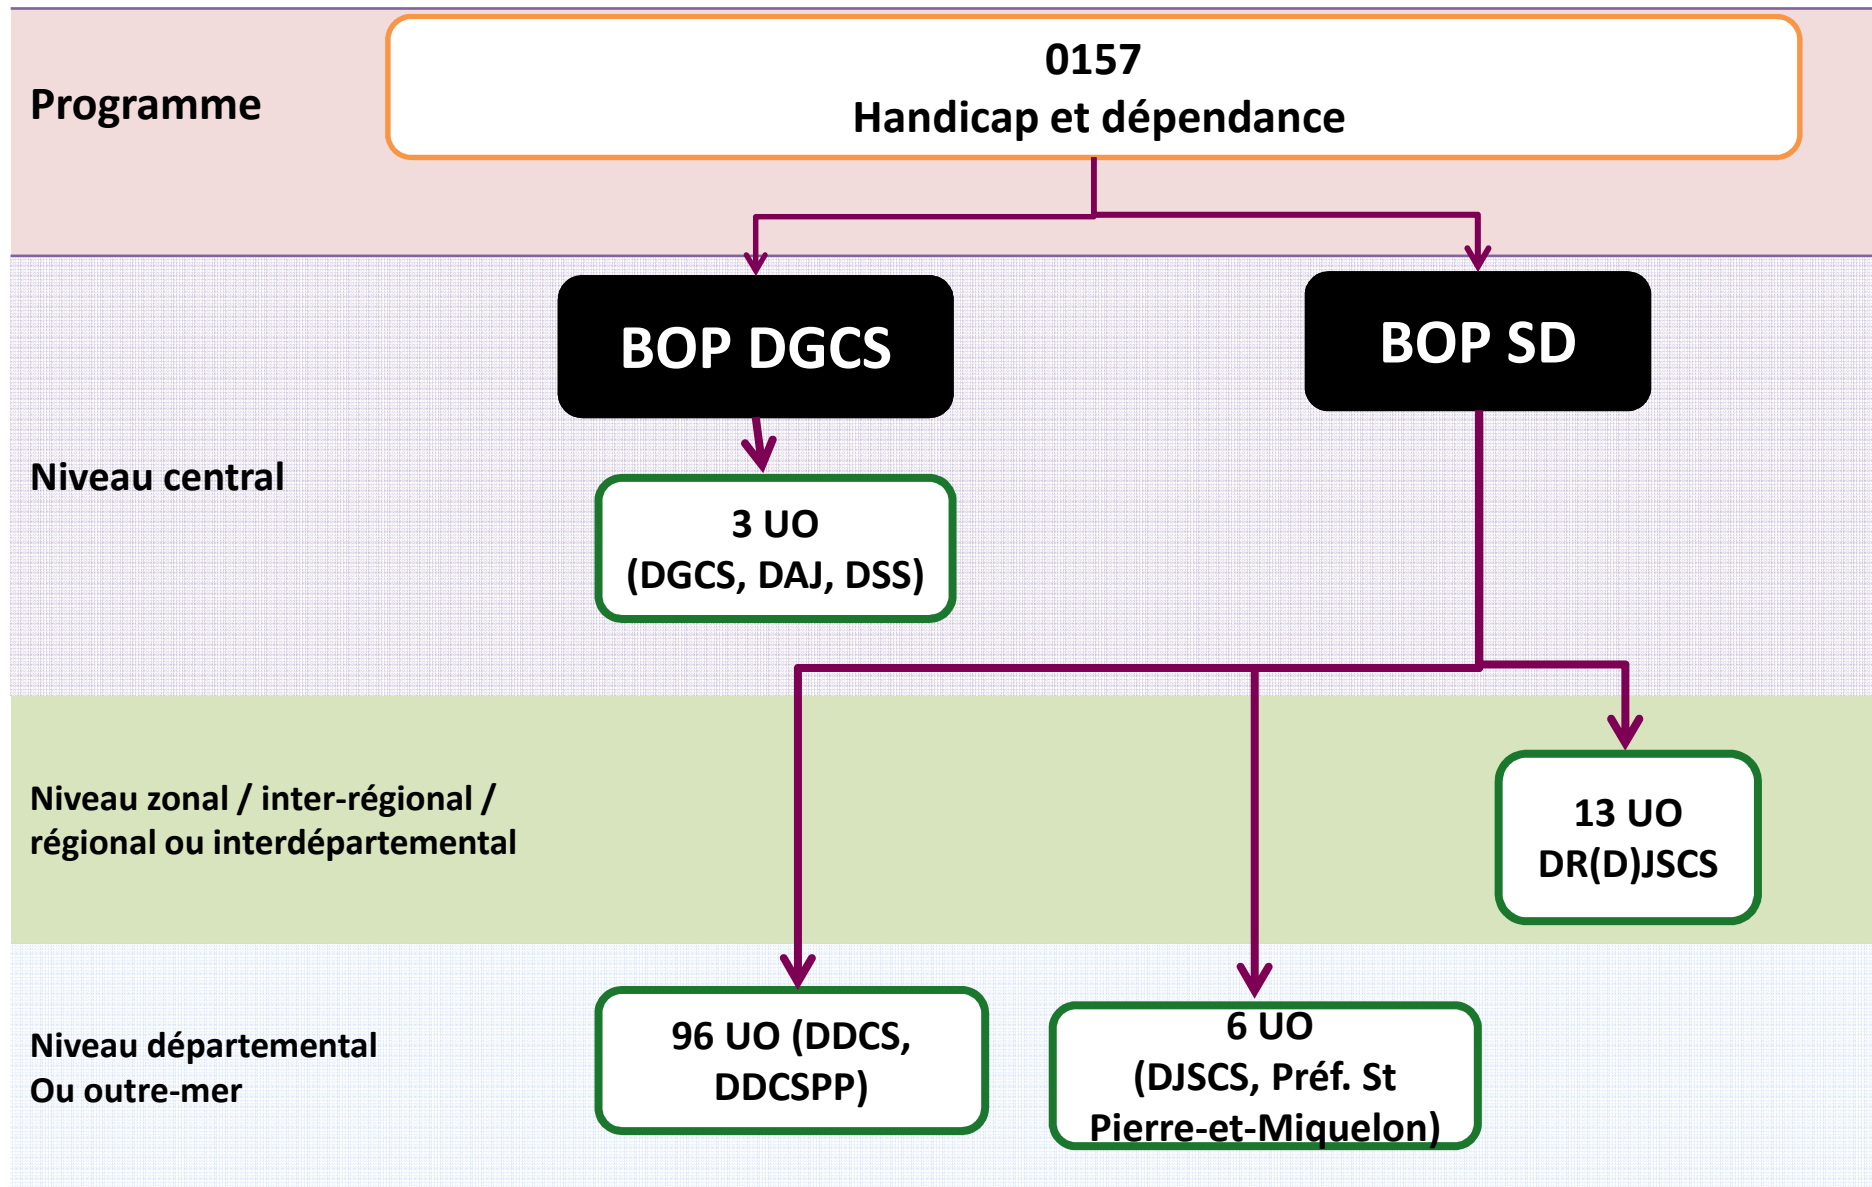 Programme
0157
Handicap et dépendance
BOP DGCS
BOP SD
Niveau central
3 UO
(DGCS, DAJ, DSS)
Niveau zonal / inter-régional /
régional ou interdépartemental
13 UO
DR(D)JSCS
Niveau départemental
Ou outre-mer
96 UO (DDCS,
DDCSPP)
6 UO
(DJSCS, Préf. St
Pierre-et-Miquelon)